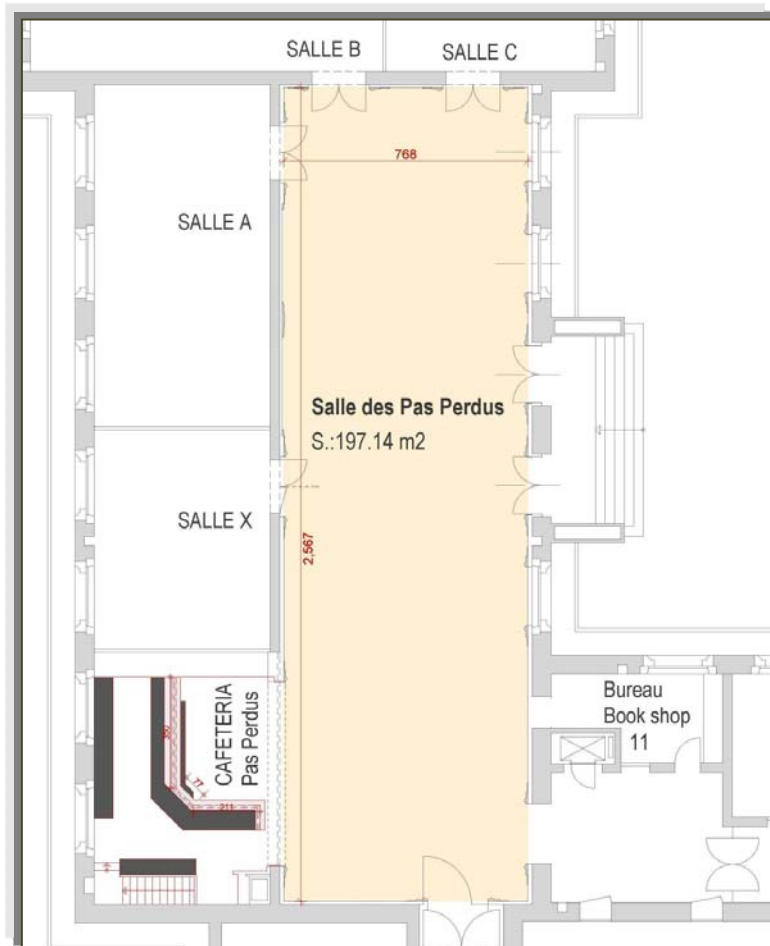 SALLE B
SALLE C
768
SALLE A
Salle des Pas Perdus
S.:197.14 m2
SALLE X
2,567
CAFETERIA
Pas Perdus
77
211
Bureau
Book shop
11